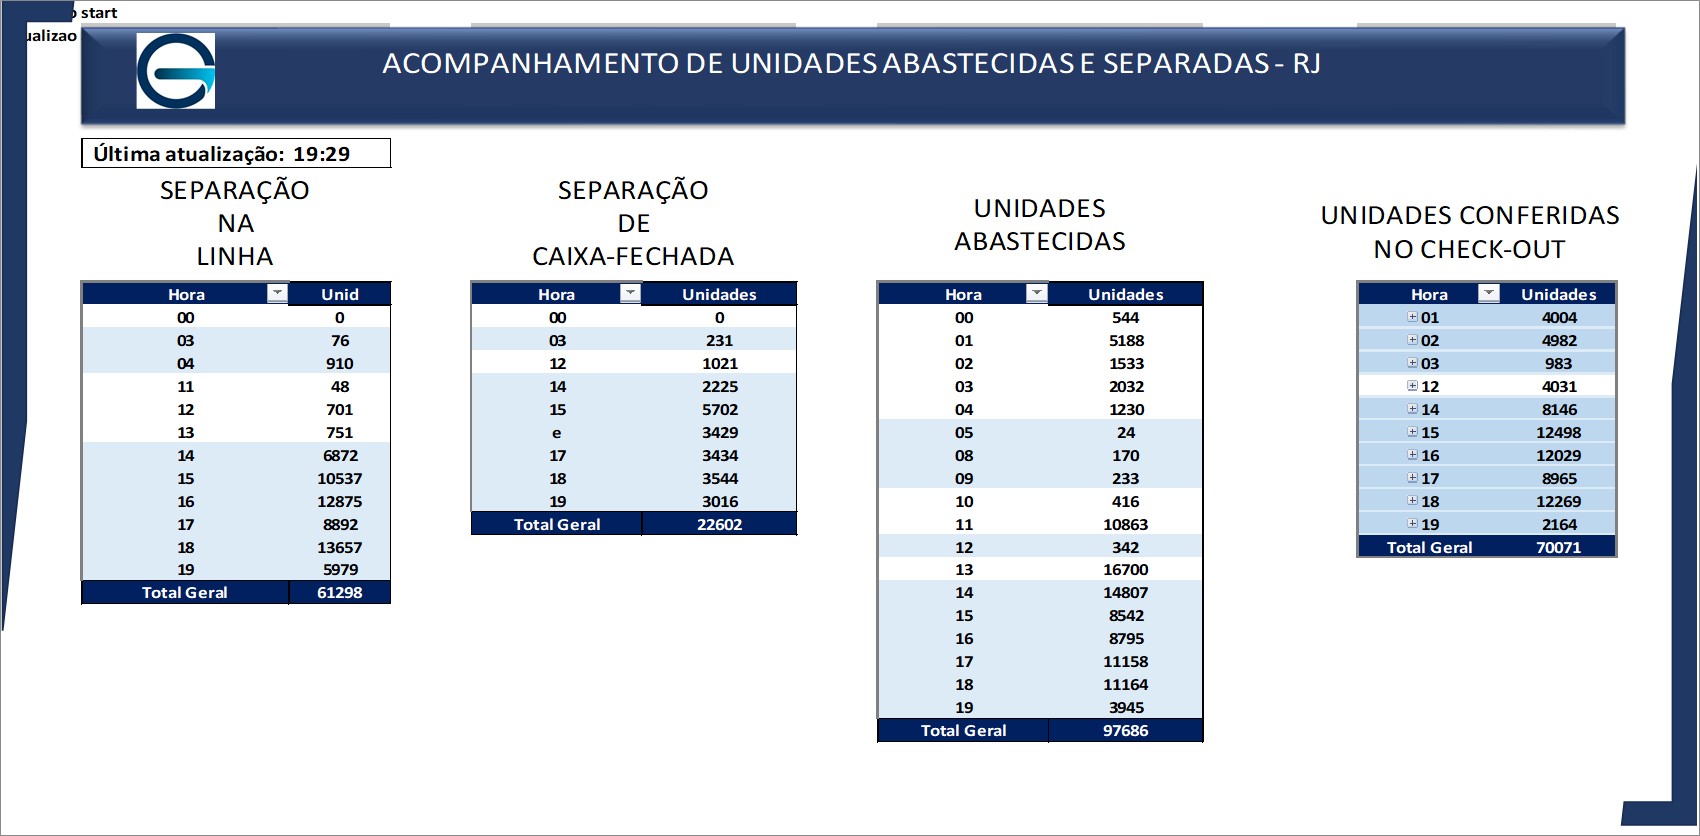 start
ualizao
ACOMPANHAMENTO DE UNIDADES ABASTECIDAS E SEPARADAS - RJ
Última atualização: 19:29
SEPARAÇÃO
NA
LINHA
Hora Unid
00 0
03 76
04 910
11 48
12 701
13 751
14 6872
15 10537
16 12875
17 8892
18 13657
19 5979
Total Geral 61298
SEPARAÇÃO
DE
CAIXA-FECHADA
Hora Unidades
00 0
03 231
12 1021
14 2225
15 5702
e 3429
17 3434
18 3544
19 3016
Total Geral 22602
UNIDADES
ABASTECIDAS
Hora Unidades
00 544
01 5188
02 1533
03 2032
04 1230
05 24
08 170
09 233
10 416
11 10863
12 342
13 16700
14 14807
15 8542
16 8795
17 11158
18 11164
19 3945
Total Geral 97686
UNIDADES CONFERIDAS
NO CHECK-OUT
Hora Unidades
01 4004
02 4982
03 983
12 4031
14 8146
15 12498
16 12029
17 8965
18 12269
19 2164
Total Geral 70071